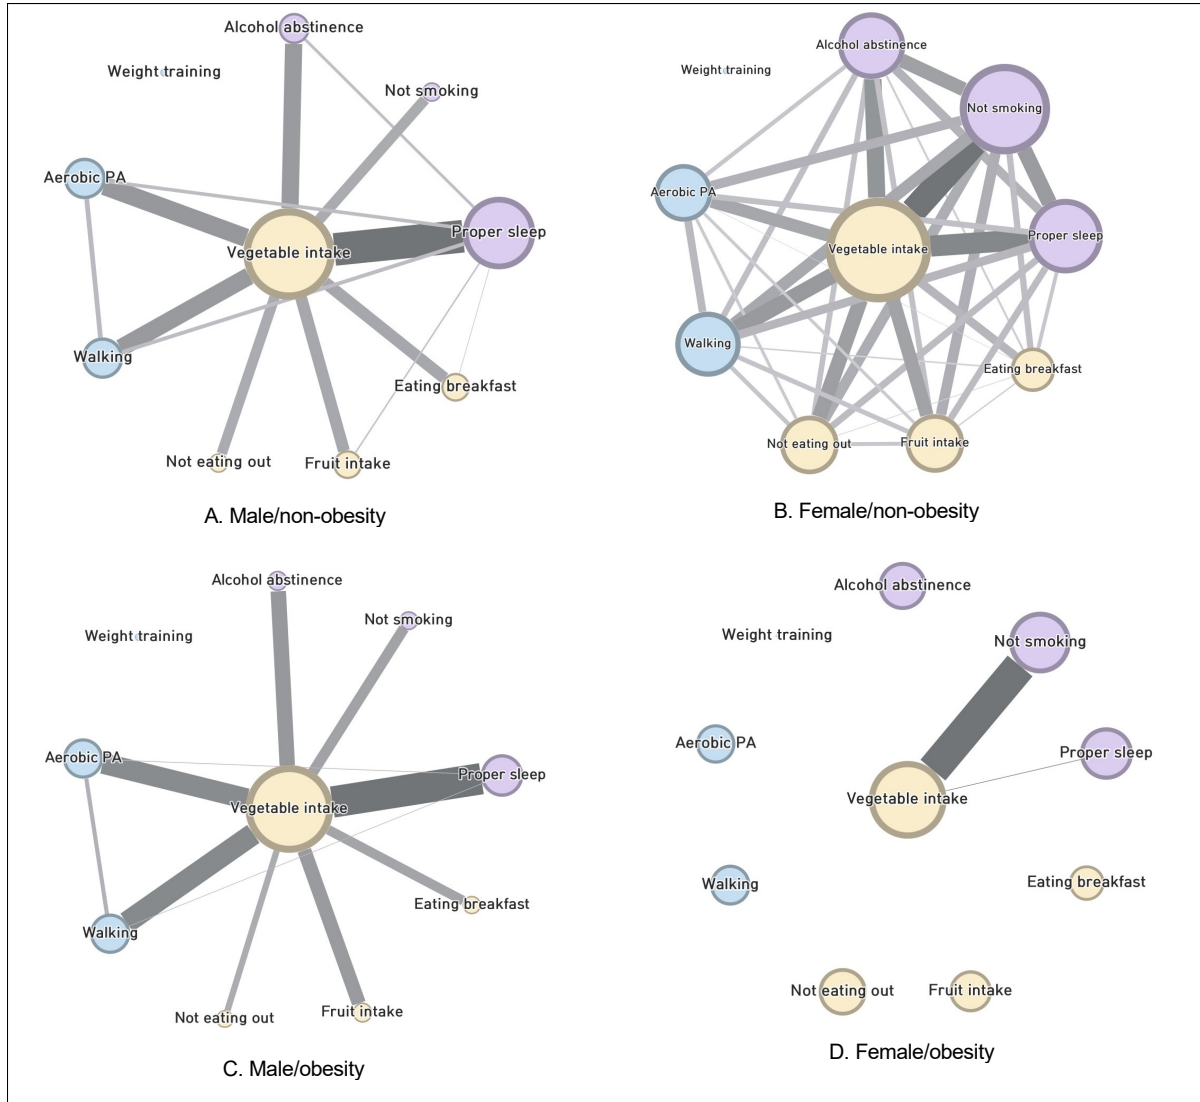 Alcohol abstinence
Weight training
Not smoking
Aerobic PA
Proper sleep
Vegetable intake
Walking
Eating breakfast
Not eating out
Fruit intake
A. Male/non-obesity
Alcohol abstinence
Weight training
Not smoking
Aerobic PA
Proper sleep
Vegetable intake
Walking
Eating breakfast
Not eating out
Fruit intake
B. Female/non-obesity
Alcohol abstinence
Not smoking
Weight training
Aerobic PA
Proper sleep
Vegetable intake
Eating breakfast
Walking
Fruit intake
Not eating out
C. Male/obesity
Alcohol abstinence
Weight training
Not smoking
Aerobic PA
Proper sleep
Vegetable intake
Walking
Eating breakfast
Not eating out
Fruit intake
D. Female/obesity